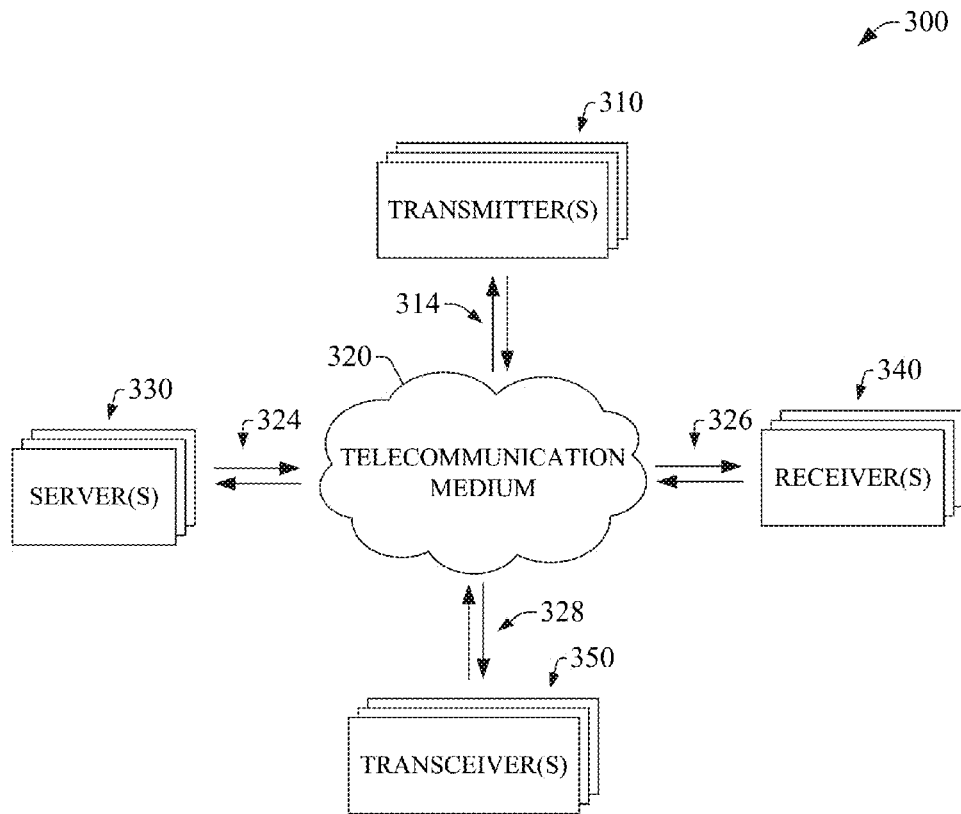 300
310
TRANSMITTER(S)
314
320
330
324
340
326
TELECOMMUNICATION
MEDIUM
SERVER(S)
RECEIVER(S)
328
350
TRANSCEIVER(S)